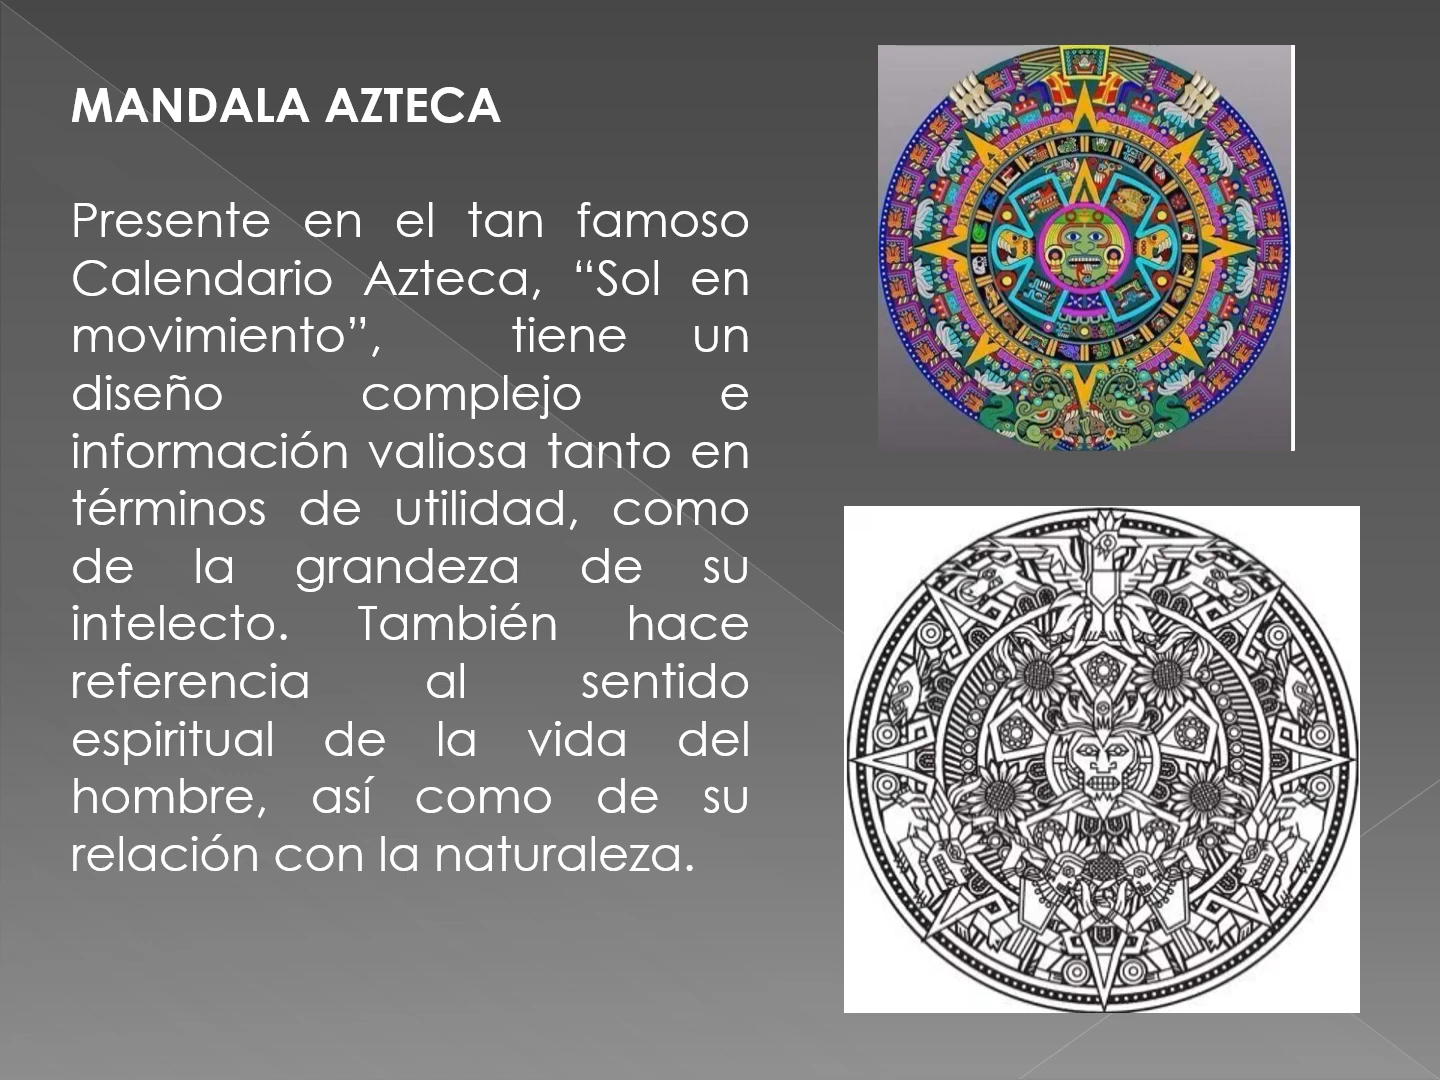 MANDALA AZTECA
Presente en el tan famoso
Calendario Azteca, “Sol en
movimiento”, tiene un
diseño complejo e
información valiosa tanto en
términos de utilidad, como
de la grandeza de su
intelecto. También hace
referencia al sentido
espiritual de la vida del
hombre, así como de su
relación con la naturaleza.